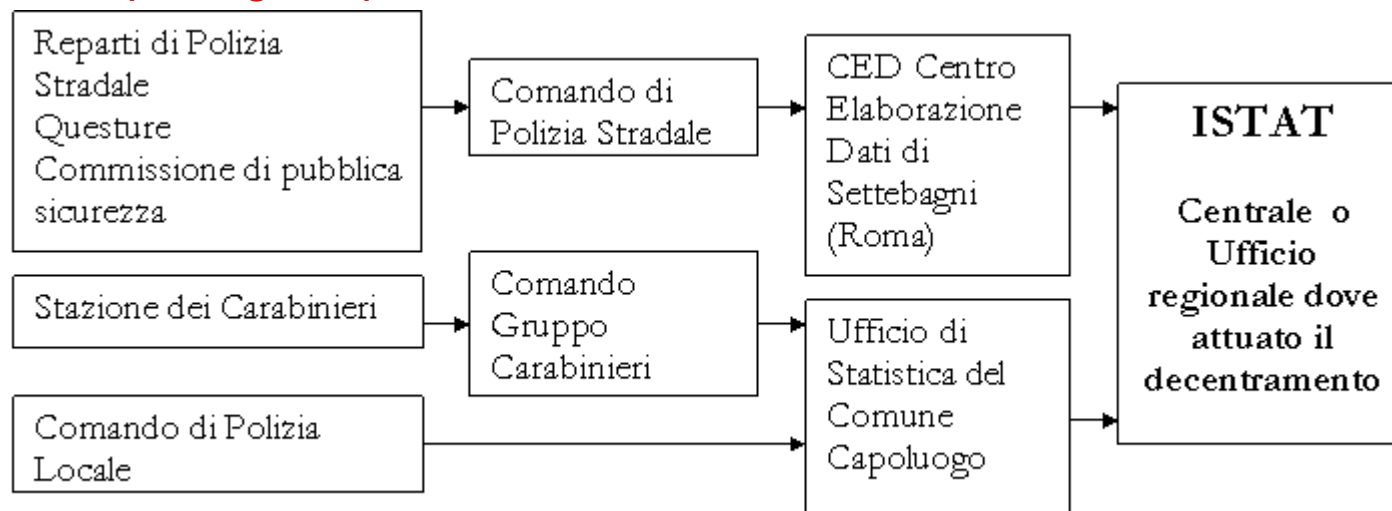 Reparti di Polizia
Stradale
Questure
Commissione di pubblica
sicurezza
Comando di
Polizia Stradale
CED Centro
Elaborazione
Dati di
Settebagni
(Roma)
ISTAT
Centrale o
Ufficio
regionale dove
attuato il
decentramento
Stazione dei Carabinieri
Comando
Gruppo
Carabinieri
Ufficio di
Statistica del
Comune
Capoluogo
Comando di Polizia
Locale